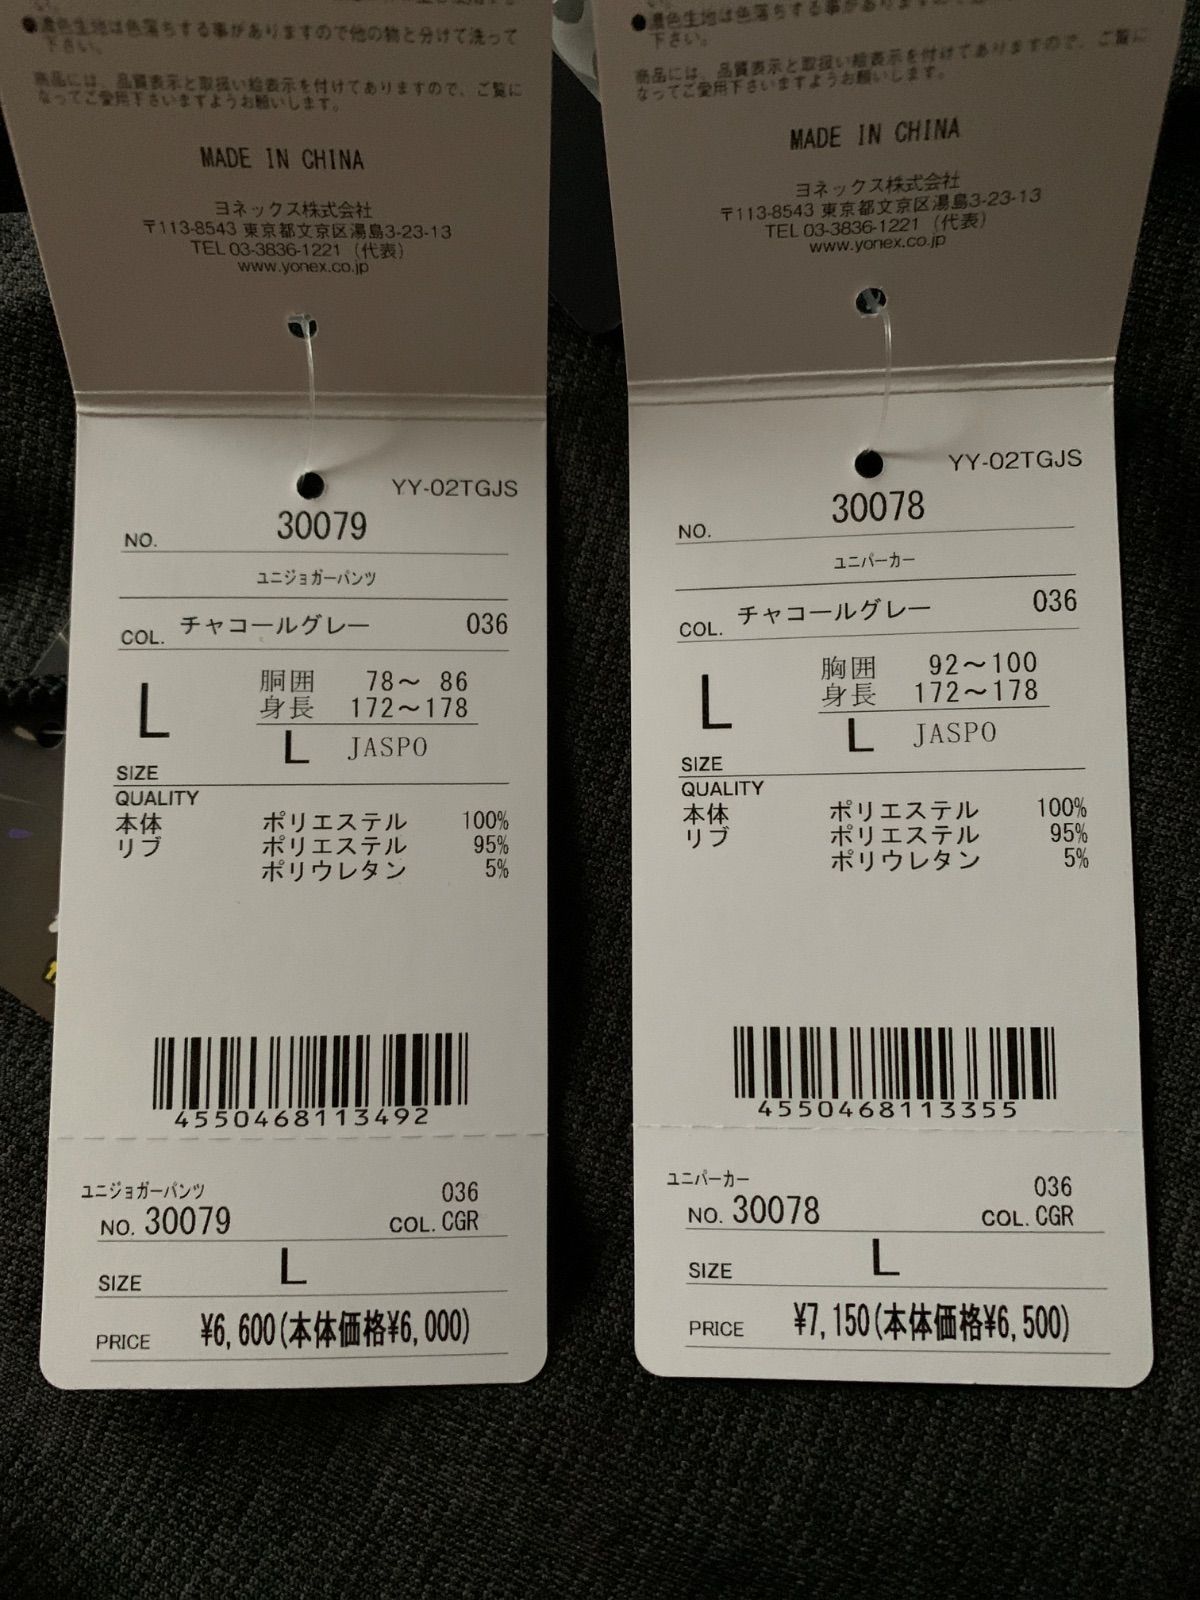 ●濃色生地は色落ちする事がありますので他の物と分けて洗って
下さい。
商品には、品質表示と取扱い絵表示を付けてありますので、ご覧に
なってご愛用下さいますようお願いします。
MADE IN CHINA
ヨネックス株式会社
〒113-8543 東京都文京区湯島3-23-13
TEL 03-3836-1221 (代表)
www.yonex.co.jp
YY-02TGJS
NO. 30079
ユニジョガーパンツ
COL. チャコールグレー 036
L
胴囲 78～ 86
身長 172～178
L JASPO
SIZE
QUALITY
本体 ポリエステル 100%
リブ ポリエステル 95%
ポリウレタン 5%
4550468113492
ユニジョガーパンツ 036
NO. 30079 COL. CGR
SIZE L
PRICE ¥6,600(本体価格¥6,000)
●濃色生地は色落ちする事がありますので他の物と分けて洗って
下さい。
商品には、品質表示と取扱い絵表示を付けてありますので、ご覧に
なってご愛用下さいますようお願いします。
MADE IN CHINA
ヨネックス株式会社
〒113-8543 東京都文京区湯島3-23-13
TEL 03-3836-1221 (代表)
www.yonex.co.jp
YY-02TGJS
NO. 30078
ユニパーカー
COL. チャコールグレー 036
L
胸囲 92～100
身長 172～178
L JASPO
SIZE
QUALITY
本体 ポリエステル 100%
リブ ポリエステル 95%
ポリウレタン 5%
4550468113355
ユニパーカー 036
NO. 30078 COL. CGR
SIZE L
PRICE ¥7,150(本体価格¥6,500)